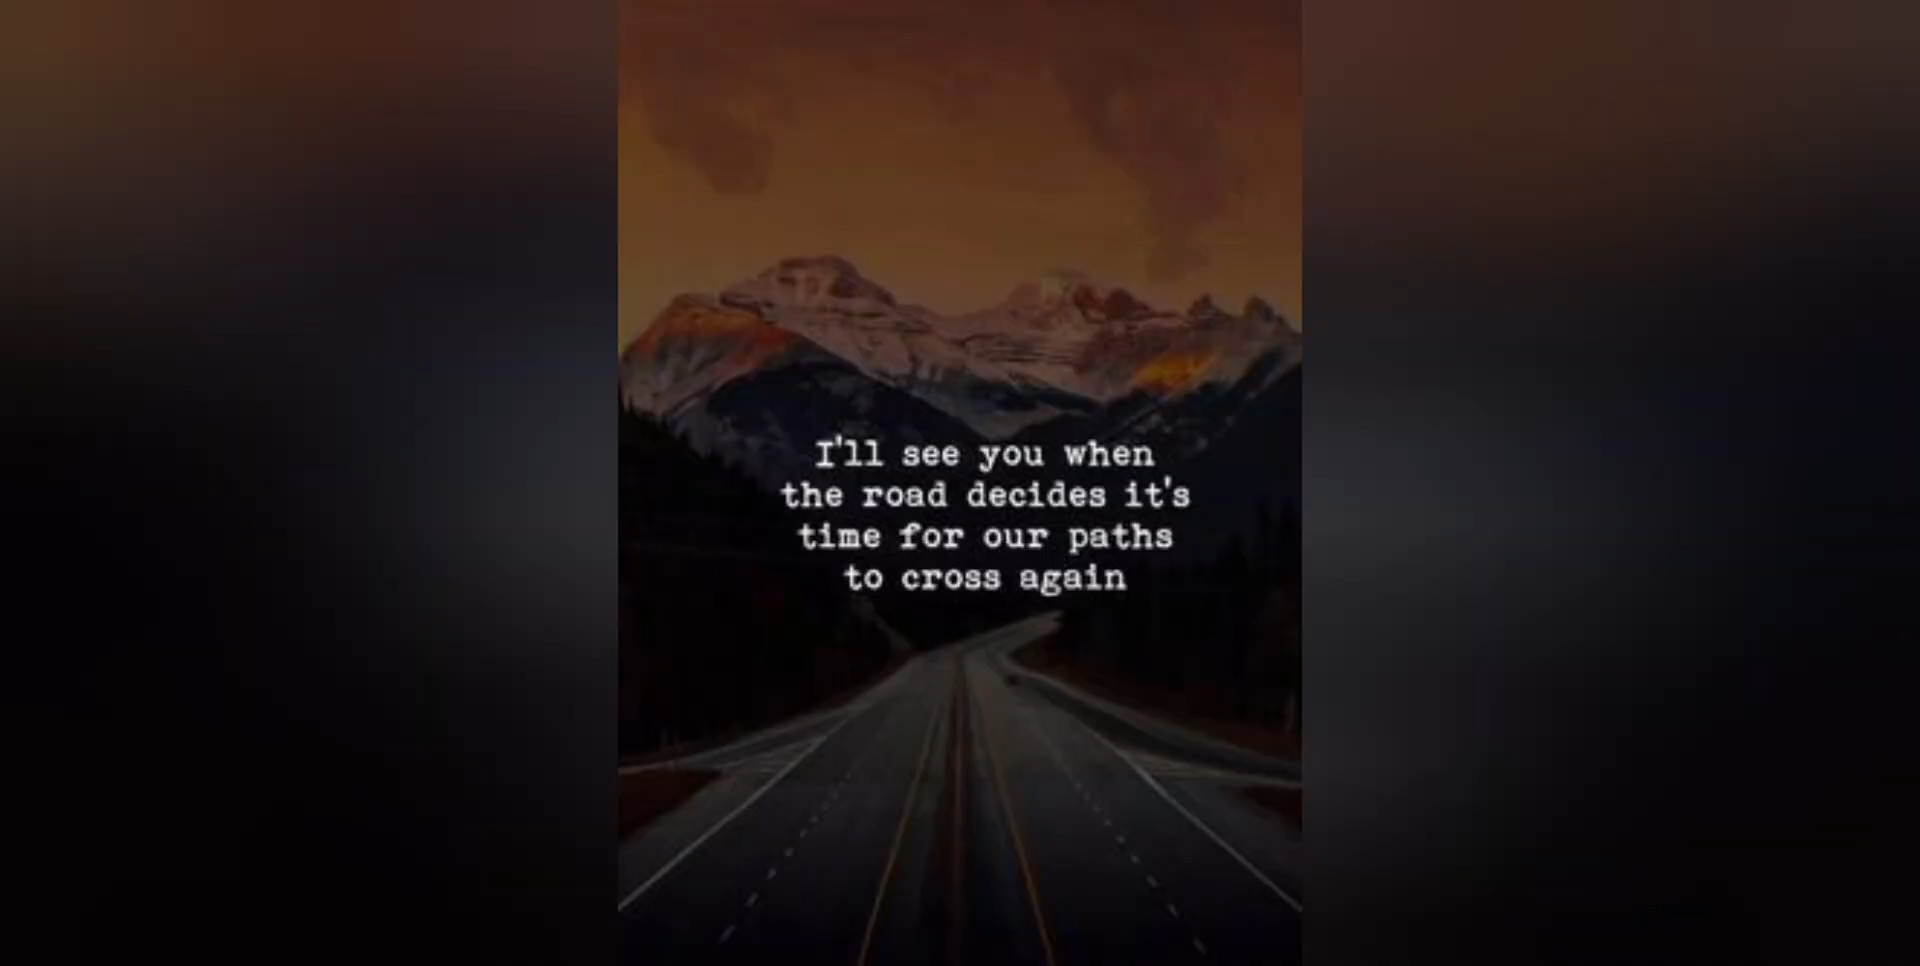 I'll see you when
the road decides it's
time for our paths
to cross again